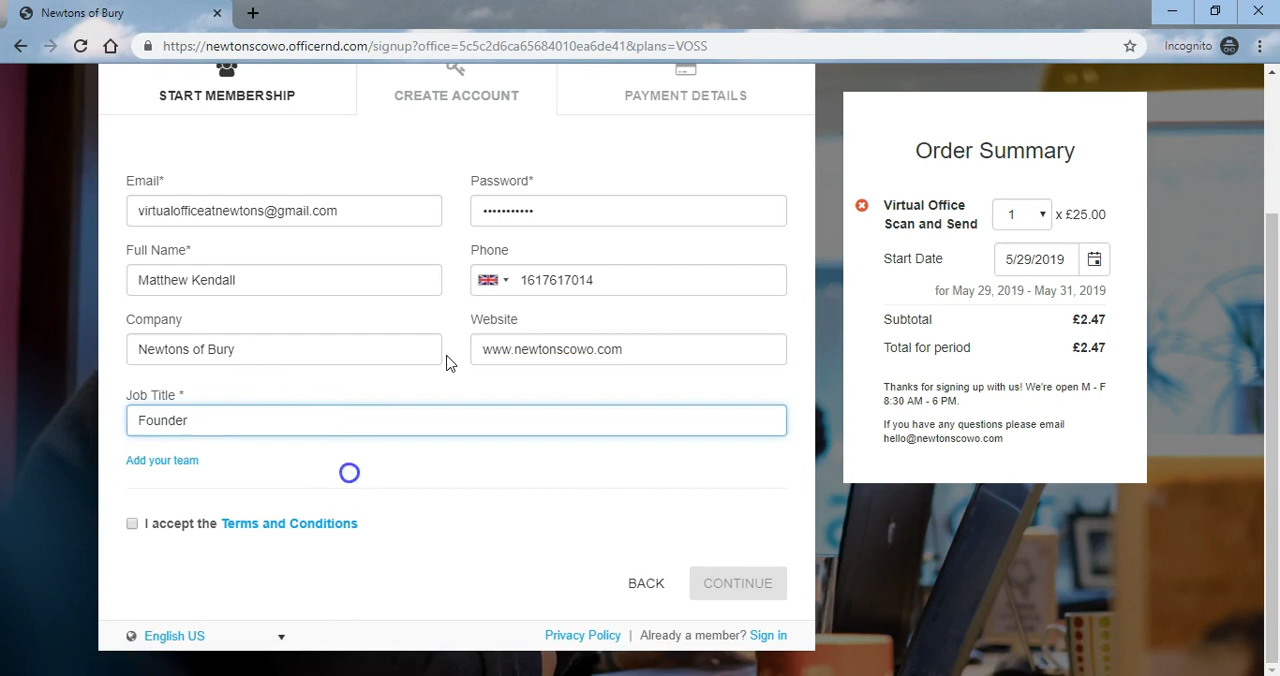 Newtons of Bury
https://newtonscowo.officernd.com/signup?office=5c5c2d6ca65684010ea6de41&plans=VOSS
Incognito
START MEMBERSHIP
CREATE ACCOUNT
PAYMENT DETAILS
Email*
Password*
virtualofficeatnewtons@gmail.com
•••••••••••
Full Name*
Phone
Matthew Kendall
1617617014
Company
Website
Newtons of Bury
www.newtonscowo.com
Job Title *
Founder
Add your team
I accept the Terms and Conditions
BACK
CONTINUE
English US
Privacy Policy | Already a member? Sign in
Order Summary
Virtual Office
Scan and Send
1
x £25.00
Start Date
5/29/2019
for May 29, 2019 - May 31, 2019
Subtotal
£2.47
Total for period
£2.47
Thanks for signing up with us! We're open M - F
8:30 AM - 6 PM.
If you have any questions please email
hello@newtonscowo.com